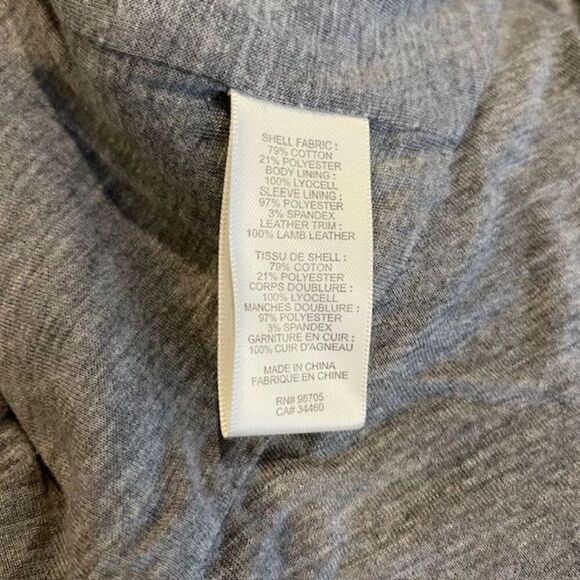 SHELL FABRIC :
79% COTTON
21% POLYESTER
BODY LINING :
100% LYOCELL
SLEEVE LINING :
97% POLYESTER
3% SPANDEX
LEATHER TRIM :
100% LAMB LEATHER
TISSU DE SHELL :
79% COTON
21% POLYESTER
CORPS DOUBLURE :
100% LYOCELL
MANCHES DOUBLURE :
97% POLYESTER
3% SPANDEX
GARNITURE EN CUIR :
100% CUIR D'AGNEAU
MADE IN CHINA
FABRIQUE EN CHINE
RN# 96705
CA# 34460